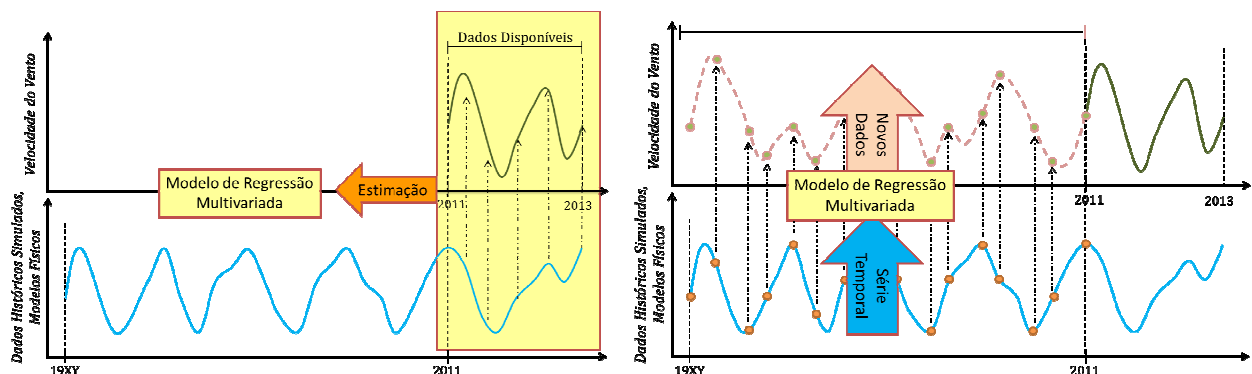 Velocidade do Vento
Dados Disponíveis
Modelo de Regressão
Multivariada
Estimação
2011
2013
Dados Históricos Simulados,
Modelos Físicos
19XY
2011
Velocidade do Vento
Novos
Dados
Modelo de Regressão
Multivariada
2011
2013
Dados Históricos Simulados,
Modelos Físicos
Série
Temporal
19XY
2011